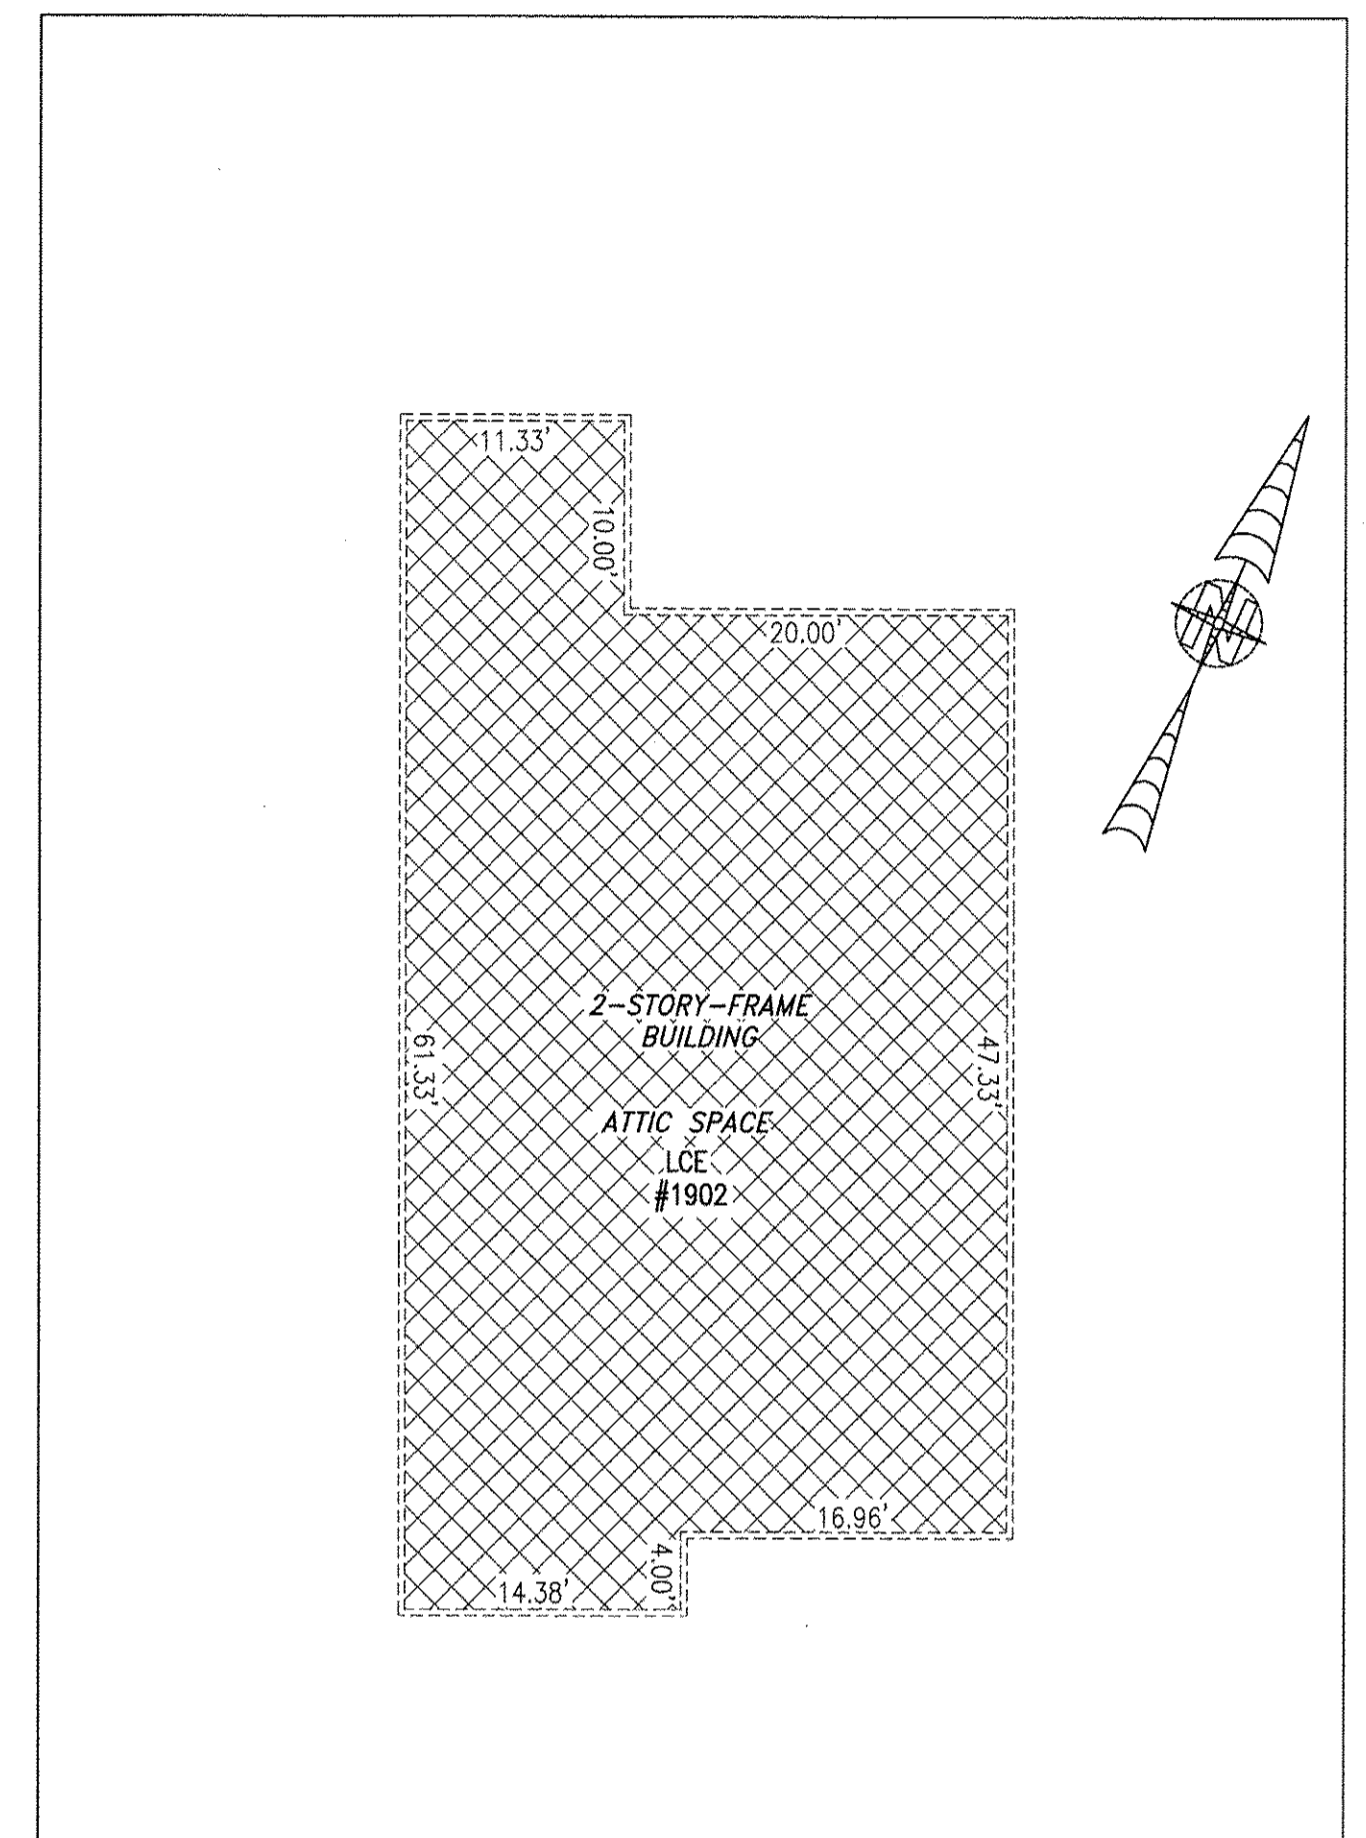 11.33'
10.00'
20.00'
N
2-STORY-FRAME
BUILDING
61.33'
47.33'
ATTIC SPACE
LCE
#1902
16.96'
4.00'
14.38'